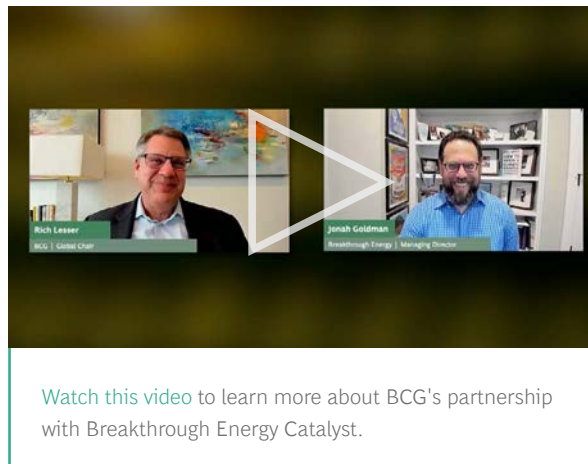 Rich Lesser
BCG | Global Chair
Jonah Goldman
Breakthrough Energy | Managing Director
Watch this video to learn more about BCG's partnership
with Breakthrough Energy Catalyst.